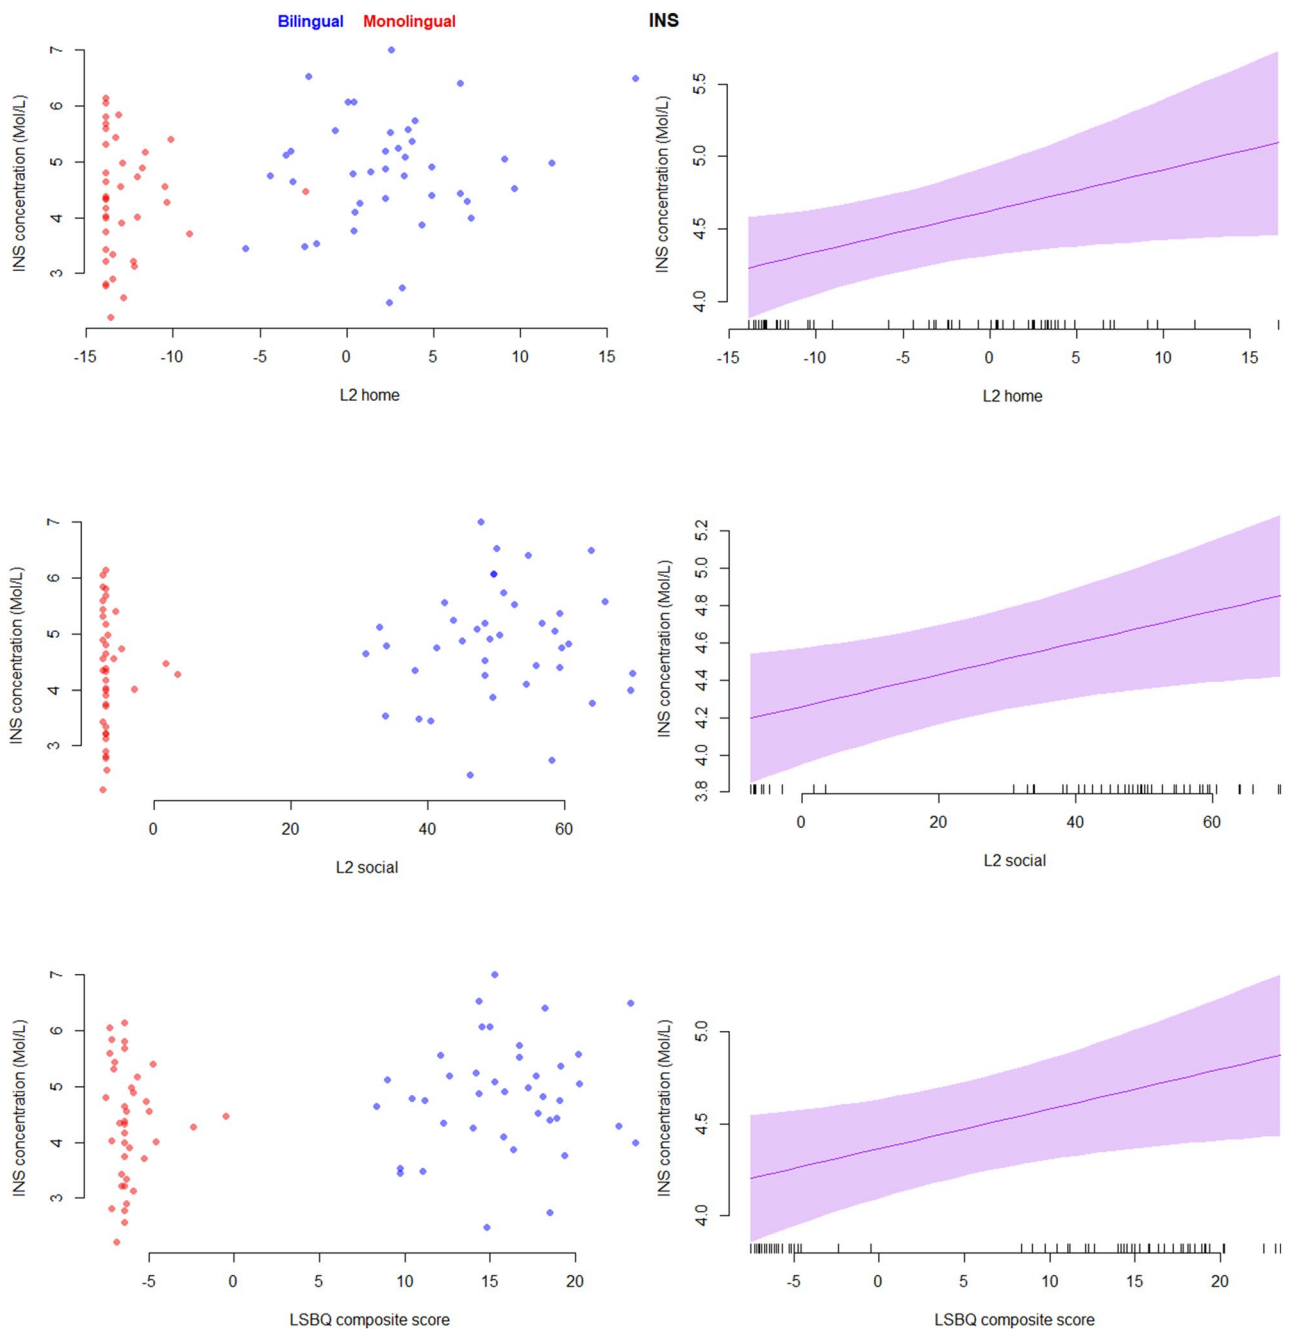 Bilingual Monolingual
INS
INS concentration (Mol/L)
7
6
5
4
3
-15 -10 -5 0 5 10 15
L2 home
INS concentration (Mol/L)
5.5
5.0
4.5
4.0
-15 -10 -5 0 5 10 15
L2 home
INS concentration (Mol/L)
7
6
5
4
3
0 20 40 60
L2 social
INS concentration (Mol/L)
5.2
5.0
4.8
4.6
4.4
4.2
4.0
3.8
0 20 40 60
L2 social
INS concentration (Mol/L)
7
6
5
4
3
-5 0 5 10 15 20
LSBQ composite score
INS concentration (Mol/L)
5.0
4.5
4.0
-5 0 5 10 15 20
LSBQ composite score